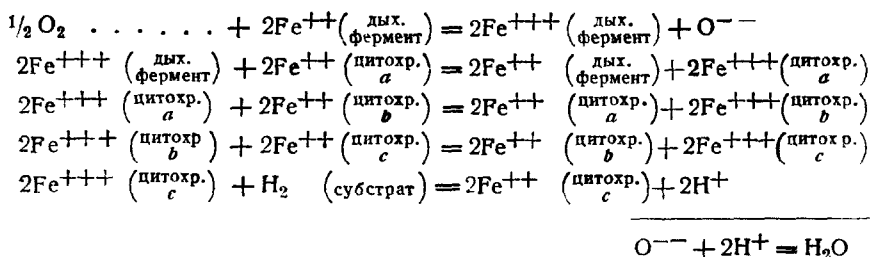 ½ O₂ . . . . . . + 2Fe⁺⁺ (дых. фермент) = 2Fe⁺⁺⁺ (дых. фермент) + O⁻⁻
2Fe⁺⁺⁺ (дых. фермент) + 2Fe⁺⁺ (цитохр. a) = 2Fe⁺⁺ (дых. фермент) + 2Fe⁺⁺⁺ (цитохр. a)
2Fe⁺⁺⁺ (цитохр. a) + 2Fe⁺⁺ (цитохр. b) = 2Fe⁺⁺ (цитохр. a) + 2Fe⁺⁺⁺ (цитохр. b)
2Fe⁺⁺⁺ (цитохр b) + 2Fe⁺⁺ (цитохр. c) = 2Fe⁺⁺ (цитохр. b) + 2Fe⁺⁺⁺ (цитохр. c)
2Fe⁺⁺⁺ (цитохр. c) + H₂ (субстрат) = 2Fe⁺⁺ (цитохр. c) + 2H⁺
O⁻⁻ + 2H⁺ = H₂O